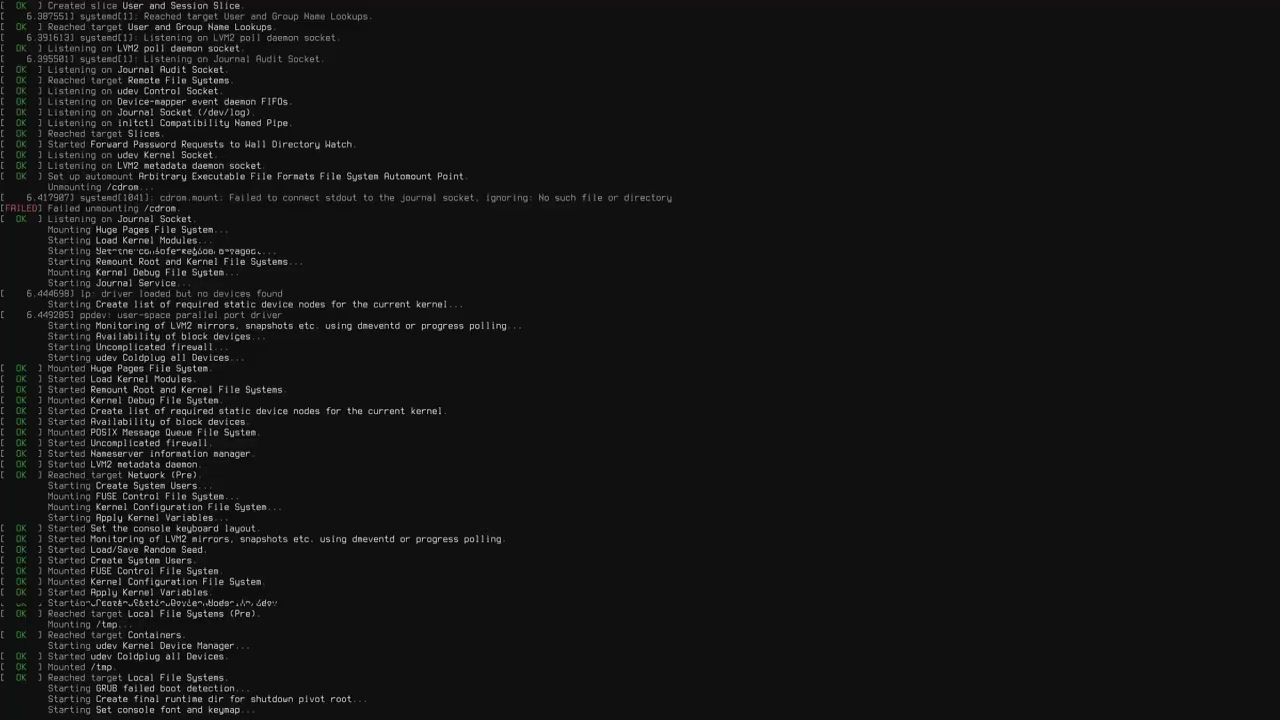 [  OK  ] Created slice User and Session Slice.
[    6.387551] systemd[1]: Reached target User and Group Name Lookups.
[  OK  ] Reached target User and Group Name Lookups.
[    6.391613] systemd[1]: Listening on LVM2 poll daemon socket.
[  OK  ] Listening on LVM2 poll daemon socket.
[    6.395501] systemd[1]: Listening on Journal Audit Socket.
[  OK  ] Listening on Journal Audit Socket.
[  OK  ] Reached target Remote File Systems.
[  OK  ] Listening on udev Control Socket.
[  OK  ] Listening on Device-mapper event daemon FIFOs.
[  OK  ] Listening on Journal Socket (/dev/log).
[  OK  ] Listening on initctl Compatibility Named Pipe.
[  OK  ] Reached target Slices.
[  OK  ] Started Forward Password Requests to Wall Directory Watch.
[  OK  ] Listening on udev Kernel Socket.
[  OK  ] Listening on LVM2 metadata daemon socket.
[  OK  ] Set up automount Arbitrary Executable File Formats File System Automount Point.
Unmounting /cdrom...
[    6.417907] systemd[1041]: cdrom.mount: Failed to connect stdout to the journal socket, ignoring: No such file or directory
[FAILED] Failed unmounting /cdrom.
[  OK  ] Listening on Journal Socket.
Mounting Huge Pages File System...
Starting Load Kernel Modules...
Starting
Starting Remount Root and Kernel File Systems...
Mounting Kernel Debug File System...
Starting Journal Service...
[    6.444698] lp: driver loaded but no devices found
Starting Create list of required static device nodes for the current kernel...
[    6.449285] ppdev: user-space parallel port driver
Starting Monitoring of LVM2 mirrors, snapshots etc. using dmeventd or progress polling...
Starting Availability of block devices...
Starting Uncomplicated firewall...
Starting udev Coldplug all Devices...
[  OK  ] Mounted Huge Pages File System.
[  OK  ] Started Load Kernel Modules.
[  OK  ] Started Remount Root and Kernel File Systems.
[  OK  ] Mounted Kernel Debug File System.
[  OK  ] Started Create list of required static device nodes for the current kernel.
[  OK  ] Started Availability of block devices.
[  OK  ] Mounted POSIX Message Queue File System.
[  OK  ] Started Uncomplicated firewall.
[  OK  ] Started Nameserver information manager.
[  OK  ] Started LVM2 metadata daemon.
[  OK  ] Reached target Network (Pre).
Starting Create System Users...
Mounting FUSE Control File System...
Mounting Kernel Configuration File System...
Starting Apply Kernel Variables...
[  OK  ] Started Set the console keyboard layout.
[  OK  ] Started Monitoring of LVM2 mirrors, snapshots etc. using dmeventd or progress polling.
[  OK  ] Started Load/Save Random Seed.
[  OK  ] Started Create System Users.
[  OK  ] Mounted FUSE Control File System.
[  OK  ] Mounted Kernel Configuration File System.
[  OK  ] Started Apply Kernel Variables.
[  OK  ] Reached target Local File Systems (Pre).
Mounting /tmp...
[  OK  ] Reached target Containers.
Starting udev Kernel Device Manager...
[  OK  ] Started udev Coldplug all Devices.
[  OK  ] Mounted /tmp.
[  OK  ] Reached target Local File Systems.
Starting GRUB failed boot detection...
Starting Create final runtime dir for shutdown pivot root...
Starting Set console font and keymap...